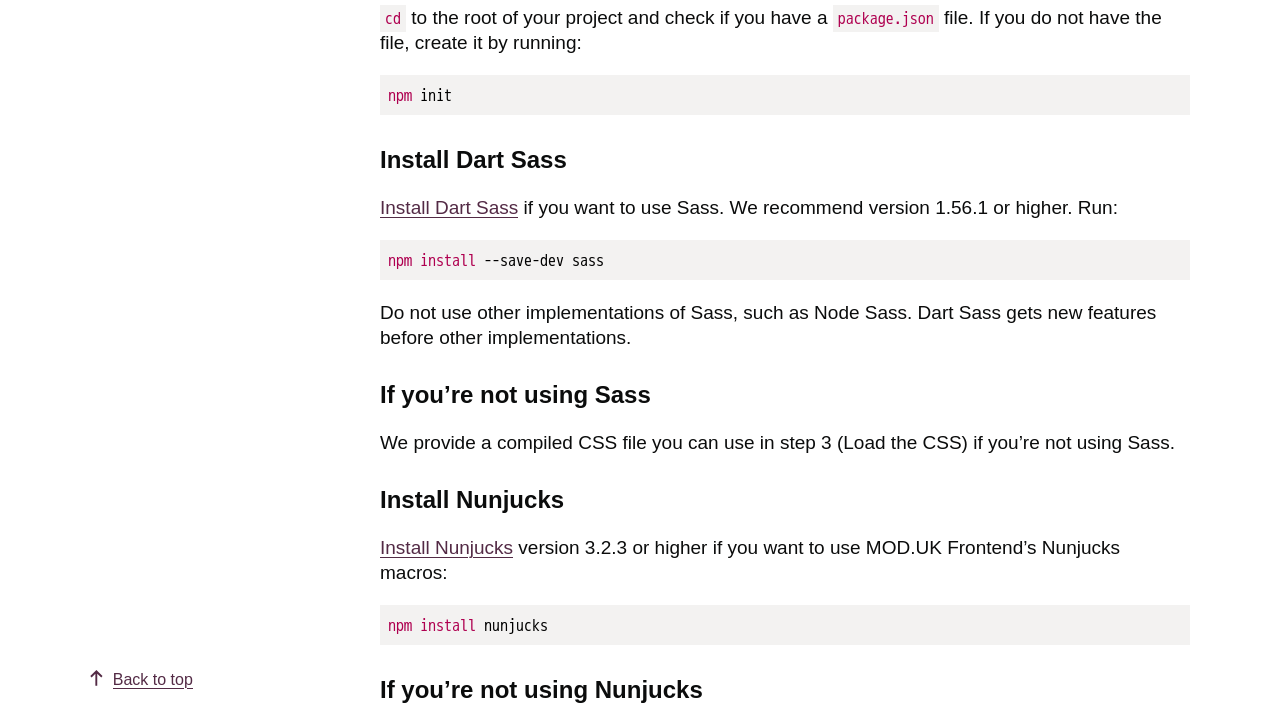 cd to the root of your project and check if you have a package.json file. If you do not have the
file, create it by running:
npm init
Install Dart Sass
Install Dart Sass if you want to use Sass. We recommend version 1.56.1 or higher. Run:
npm install --save-dev sass
Do not use other implementations of Sass, such as Node Sass. Dart Sass gets new features
before other implementations.
If you’re not using Sass
We provide a compiled CSS file you can use in step 3 (Load the CSS) if you’re not using Sass.
Install Nunjucks
Install Nunjucks version 3.2.3 or higher if you want to use MOD.UK Frontend’s Nunjucks
macros:
npm install nunjucks
Back to top
If you’re not using Nunjucks